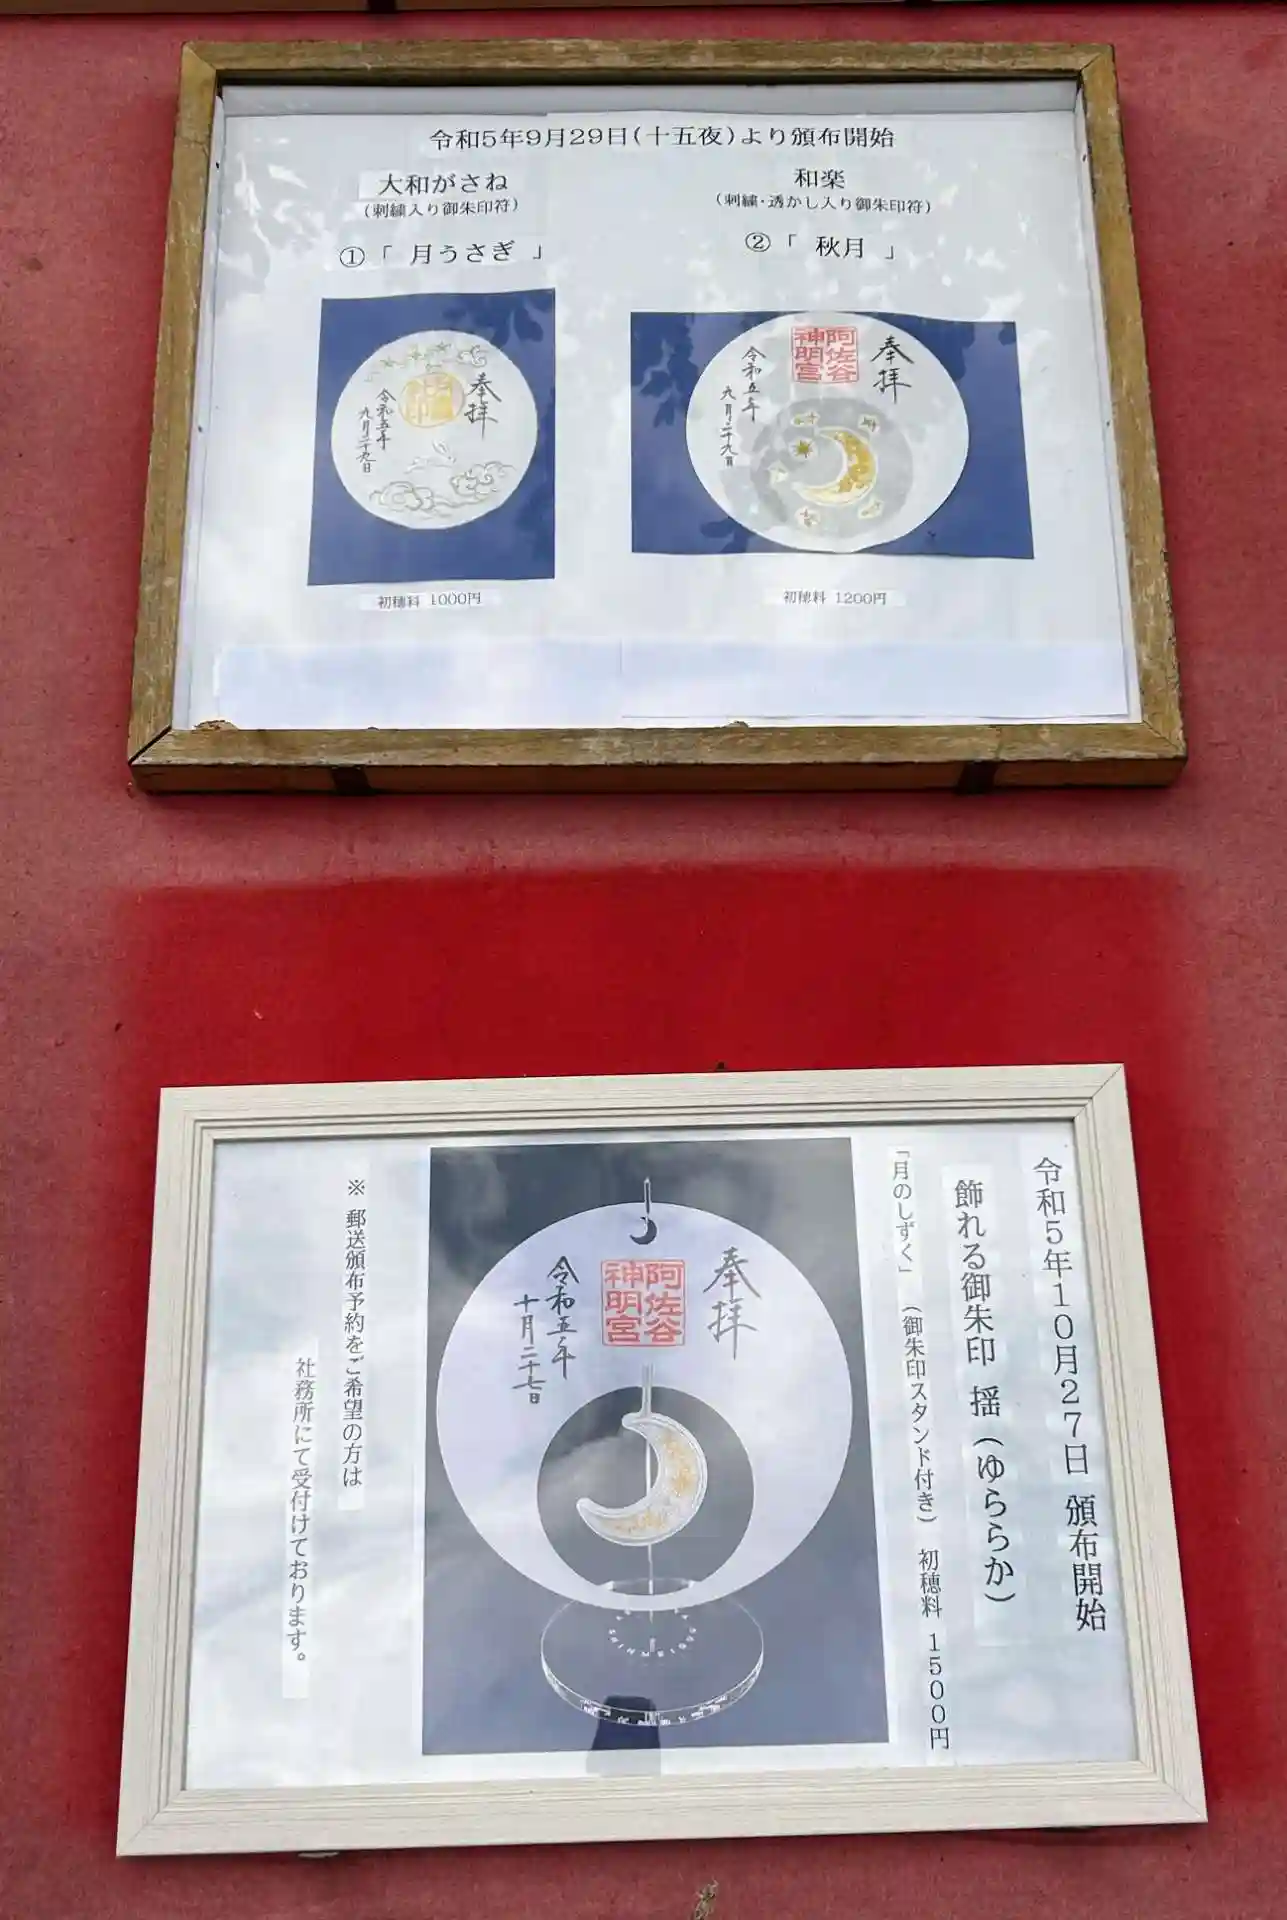 令和5年9月29日(十五夜)より頒布開始
大和がさね
(刺繍入り御朱印符)
①「 月うさぎ 」
奉拝
令和五年
九月二十九日
初穂料 1000円
和楽
(刺繍・透かし入り御朱印符)
②「 秋月 」
奉拝
阿佐谷
神明宮
令和五年
九月二十九日
初穂料 1200円
令和5年10月27日 頒布開始
飾れる御朱印 揺(ゆららか)
「月のしずく」 (御朱印スタンド付き) 初穂料 1500円
奉拝
阿佐谷
神明宮
令和五年
十月二十七日
※ 郵送頒布予約をご希望の方は
社務所にて受付けております。